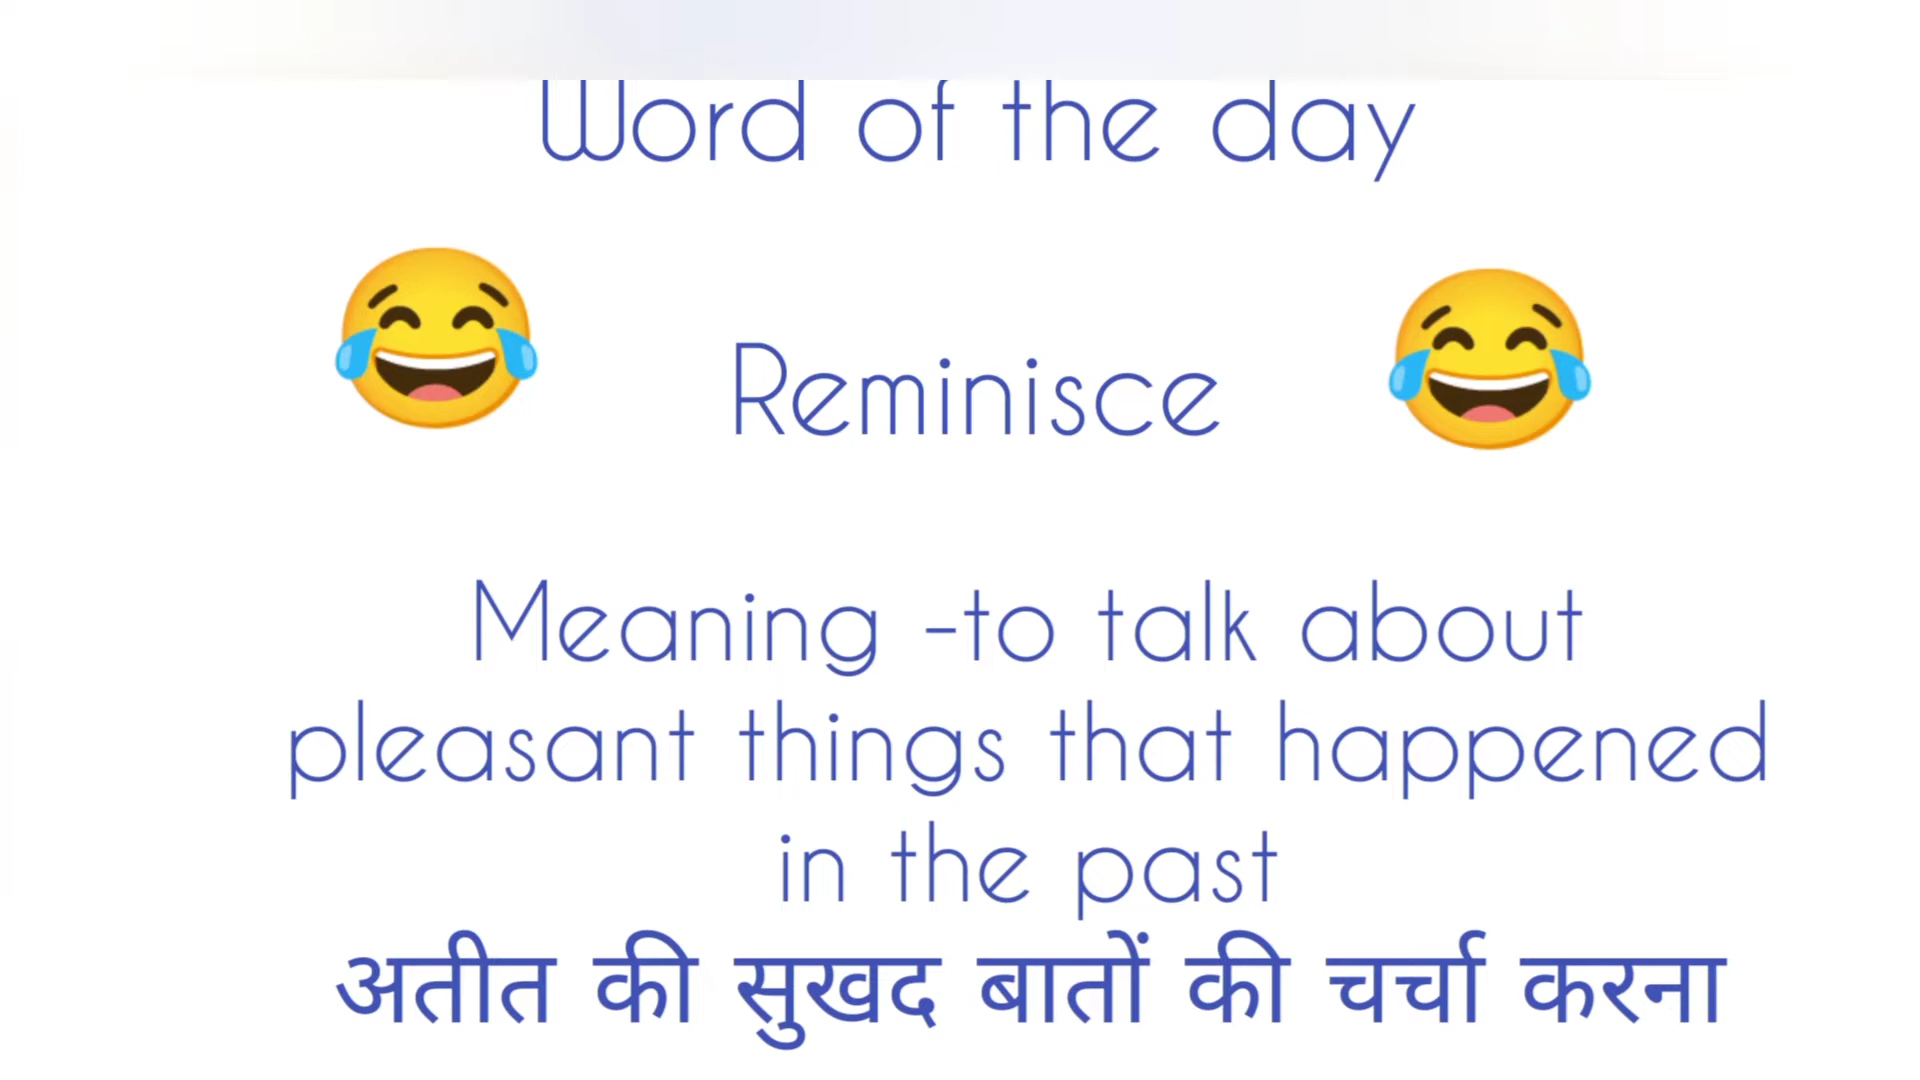 Word of the day
Reminisce
Meaning -to talk about
pleasant things that happened
in the past
अतीत की सुखद बातों की चर्चा करना